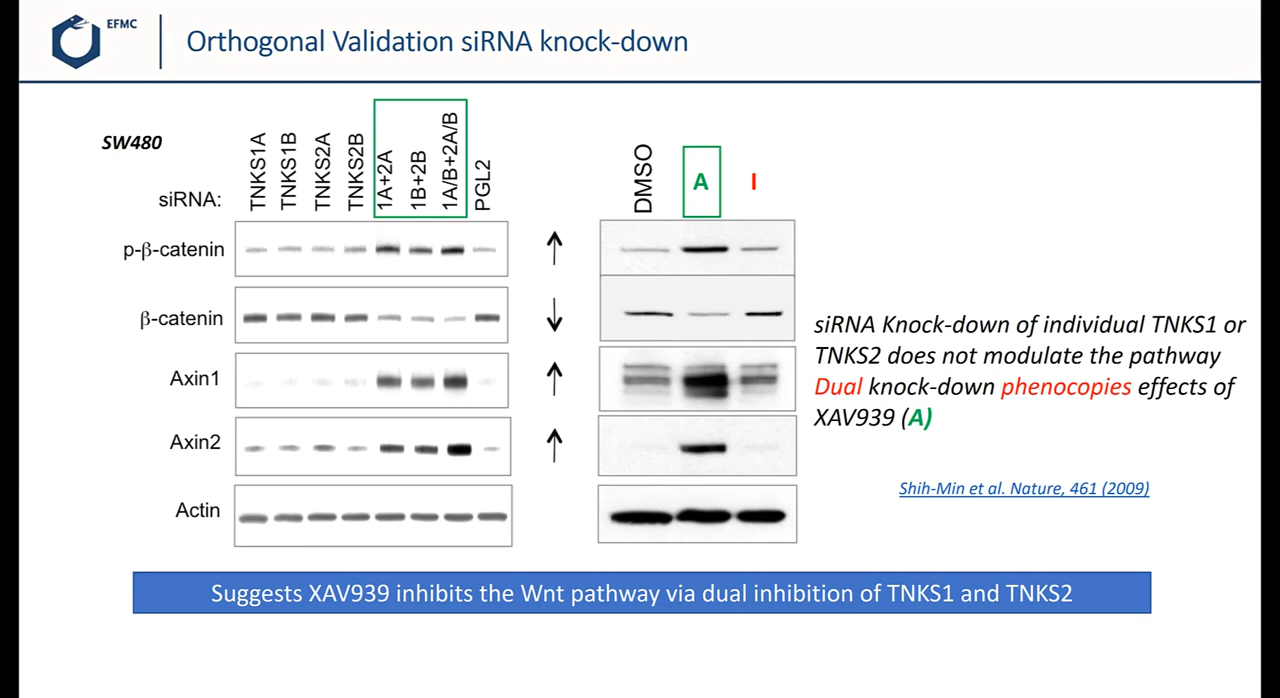 EFMC
Orthogonal Validation siRNA knock-down
SW480
siRNA:
TNKS1A
TNKS1B
TNKS2A
TNKS2B
1A+2A
1B+2B
1A/B+2A/B
PGL2
DMSO
A
I
p-β-catenin
β-catenin
Axin1
Axin2
Actin
siRNA Knock-down of individual TNKS1 or
TNKS2 does not modulate the pathway
Dual knock-down phenocopies effects of
XAV939 (A)
Shih-Min et al. Nature, 461 (2009)
Suggests XAV939 inhibits the Wnt pathway via dual inhibition of TNKS1 and TNKS2